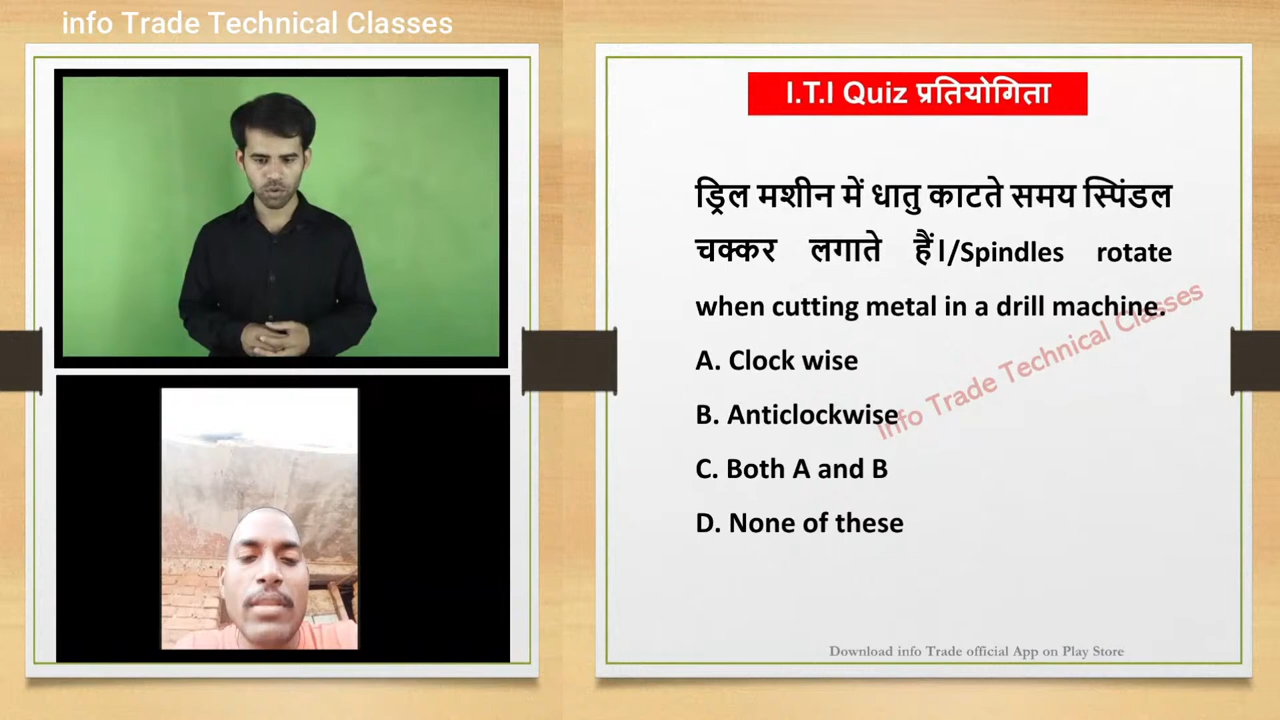 info Trade Technical Classes
I.T.I Quiz प्रतियोगिता
ड्रिल मशीन में धातु काटते समय स्पिंडल
चक्कर लगाते हैं।/Spindles rotate
when cutting metal in a drill machine.
A. Clock wise
B. Anticlockwise
C. Both A and B
D. None of these
info Trade Technical Classes
Download info Trade official App on Play Store